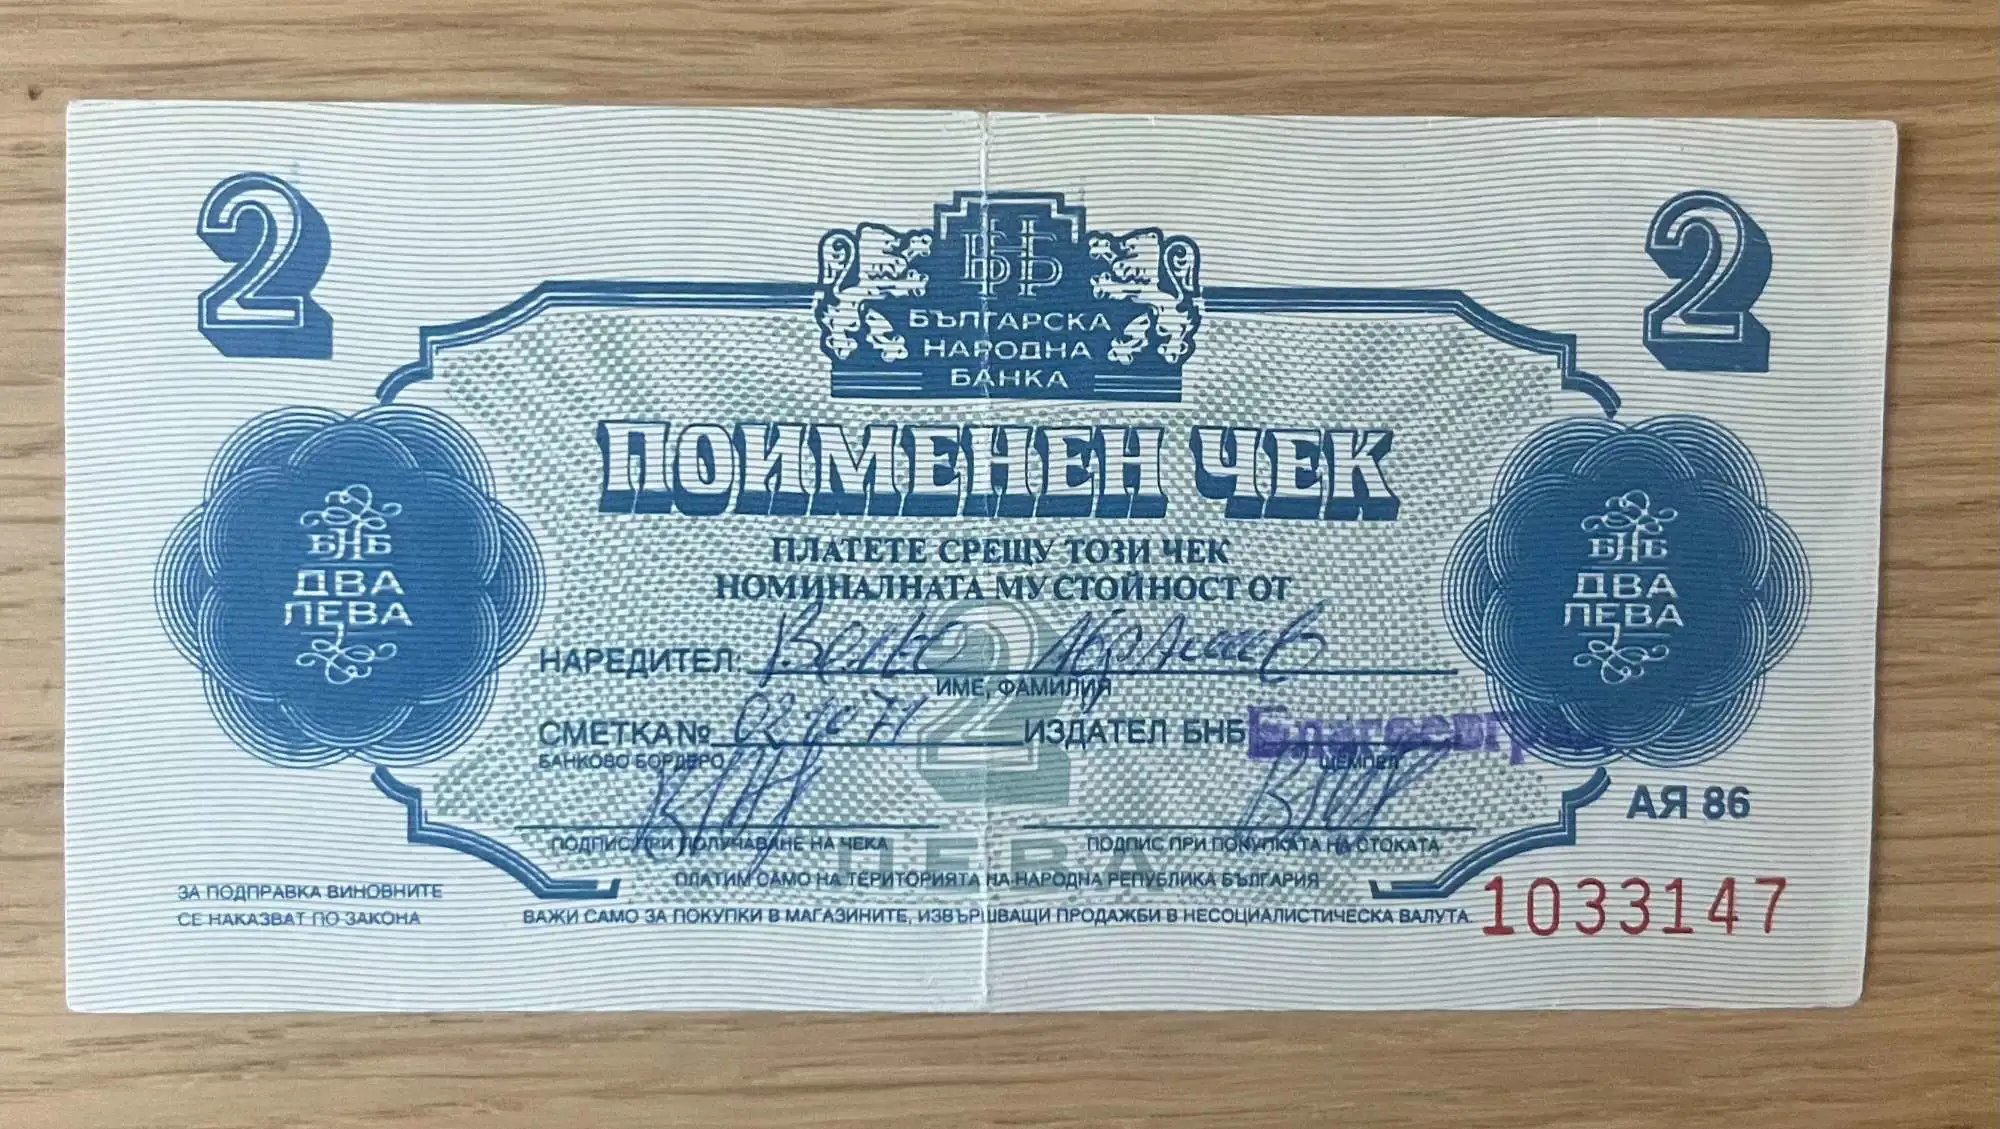 2
2
БНБ
БЪЛГАРСКА
НАРОДНА
БАНКА
ПОИМЕНЕН ЧЕК
ПЛАТЕТЕ СРЕЩУ ТОЗИ ЧЕК
НОМИНАЛНАТА МУ СТОЙНОСТ ОТ
БНБ
ДВА
ЛЕВА
БНБ
ДВА
ЛЕВА
НАРЕДИТЕЛ:
ИМЕ, ФАМИЛИЯ
2
СМЕТКА № ИЗДАТЕЛ БНБ Благоевград
БАНКОВО БОРДЕРО ЩЕМПЕЛ
АЯ 86
ПОДПИС ПРИ ПОЛУЧАВАНЕ НА ЧЕКА ПОДПИС ПРИ ПОКУПКАТА НА СТОКАТА
ЛЕВА
ПЛАТИМ САМО НА ТЕРИТОРИЯТА НА НАРОДНА РЕПУБЛИКА БЪЛГАРИЯ
ЗА ПОДПРАВКА ВИНОВНИТЕ
СЕ НАКАЗВАТ ПО ЗАКОНА
ВАЖИ САМО ЗА ПОКУПКИ В МАГАЗИНИТЕ, ИЗВЪРШВАЩИ ПРОДАЖБИ В НЕСОЦИАЛИСТИЧЕСКА ВАЛУТА.
1033147